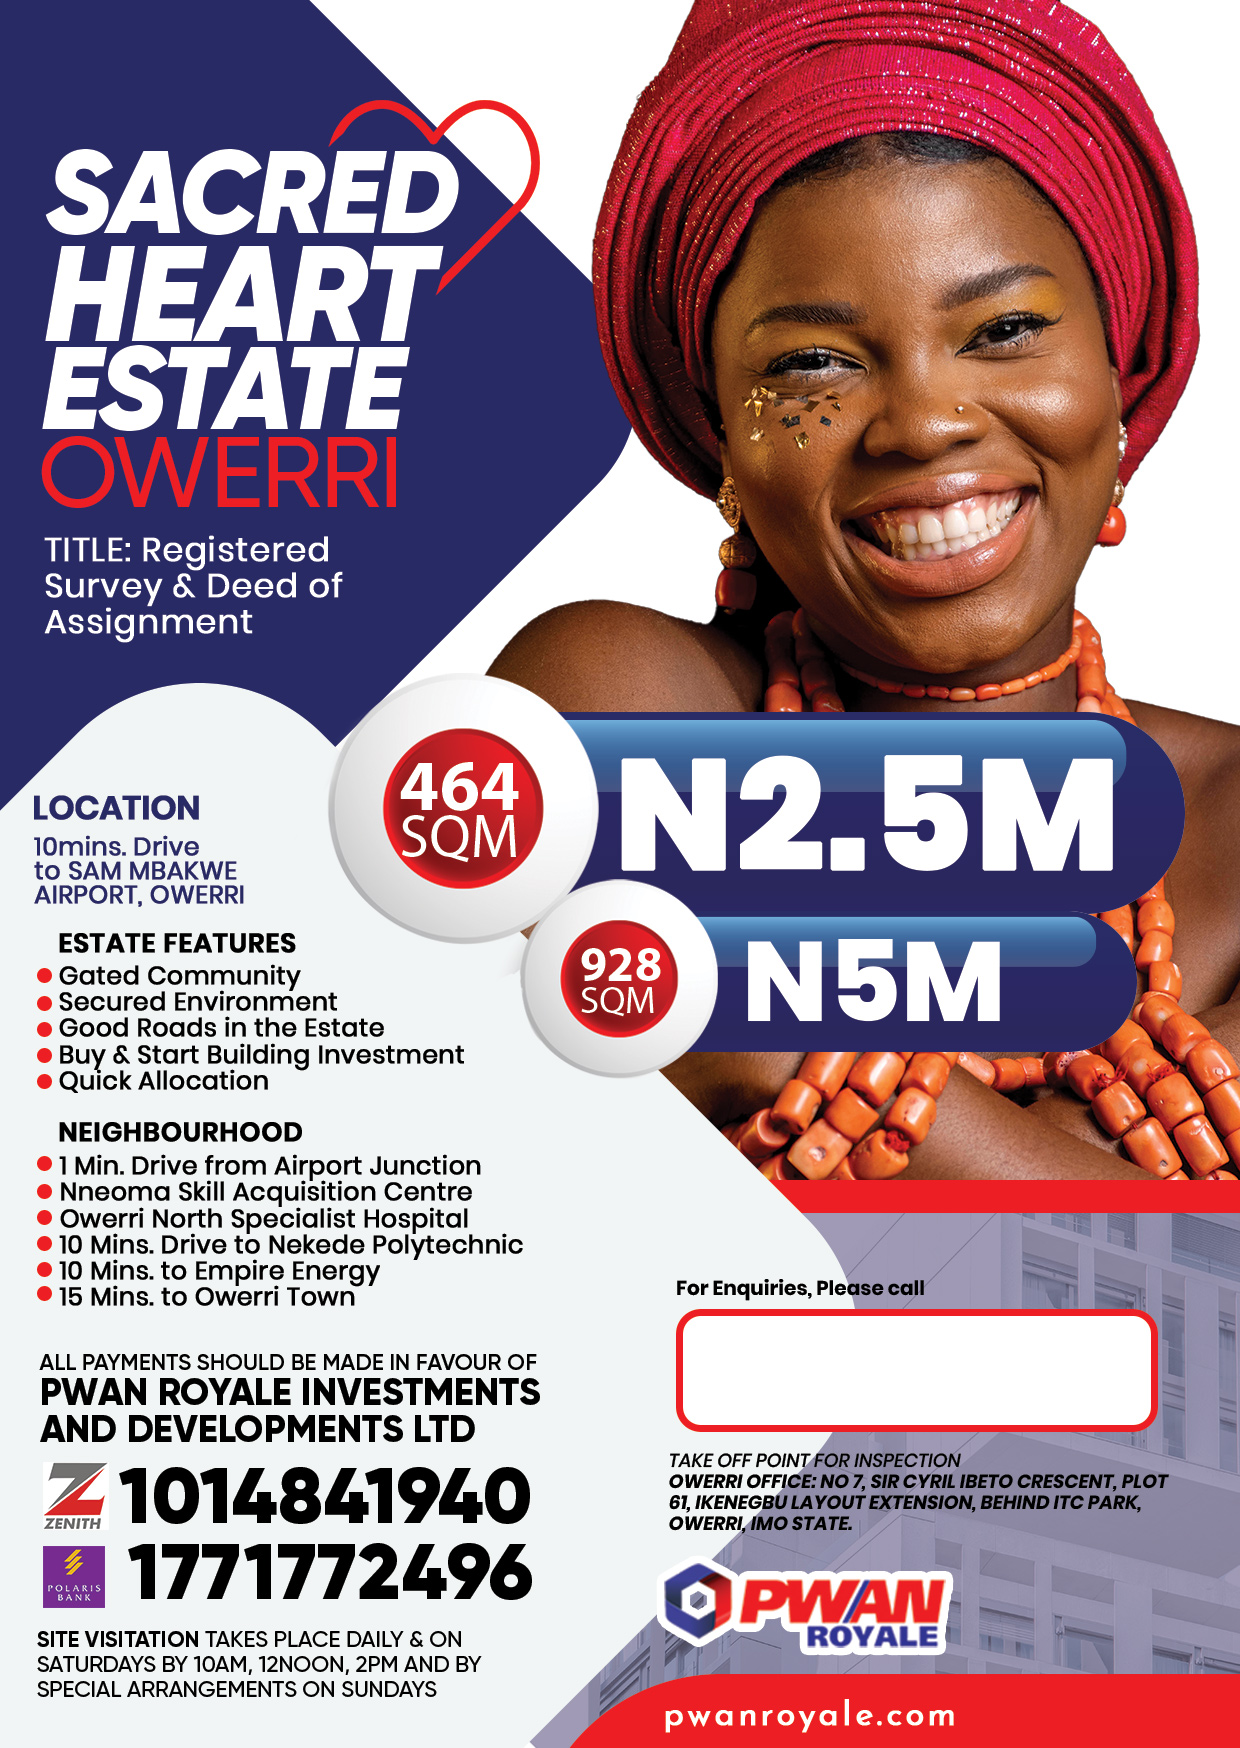 SACRED
HEART
ESTATE
OWERRI
TITLE: Registered
Survey & Deed of
Assignment
464
SQM
N2.5M
928
SQM
N5M
LOCATION
10mins. Drive
to SAM MBAKWE
AIRPORT, OWERRI
ESTATE FEATURES
Gated Community
Secured Environment
Good Roads in the Estate
Buy & Start Building Investment
Quick Allocation
NEIGHBOURHOOD
1 Min. Drive from Airport Junction
Nneoma Skill Acquisition Centre
Owerri North Specialist Hospital
10 Mins. Drive to Nekede Polytechnic
10 Mins. to Empire Energy
15 Mins. to Owerri Town
ALL PAYMENTS SHOULD BE MADE IN FAVOUR OF
PWAN ROYALE INVESTMENTS
AND DEVELOPMENTS LTD
ZENITH
1014841940
POLARIS
BANK
1771772496
SITE VISITATION TAKES PLACE DAILY & ON
SATURDAYS BY 10AM, 12NOON, 2PM AND BY
SPECIAL ARRANGEMENTS ON SUNDAYS
For Enquiries, Please call
TAKE OFF POINT FOR INSPECTION
OWERRI OFFICE: NO 7, SIR CYRIL IBETO CRESCENT, PLOT
61, IKENEGBU LAYOUT EXTENSION, BEHIND ITC PARK,
OWERRI, IMO STATE.
PWAN
ROYALE
pwanroyale.com